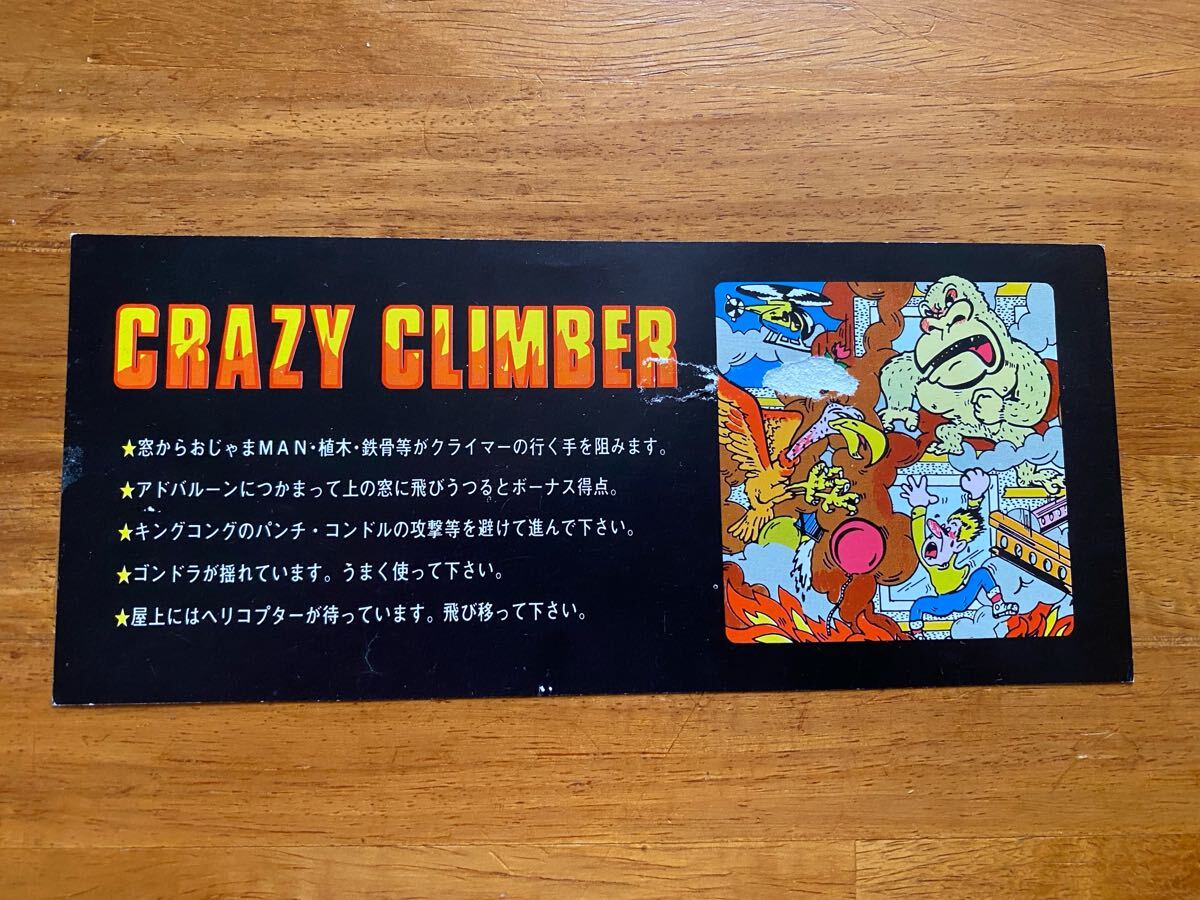 CRAZY CLIMBER
★窓からおじゃまMAN・植木・鉄骨等がクライマーの行く手を阻みます。
★アドバルーンにつかまって上の窓に飛びうつるとボーナス得点。
★キングコングのパンチ・コンドルの攻撃等を避けて進んで下さい。
★ゴンドラが揺れています。うまく使って下さい。
★屋上にはヘリコプターが待っています。飛び移って下さい。